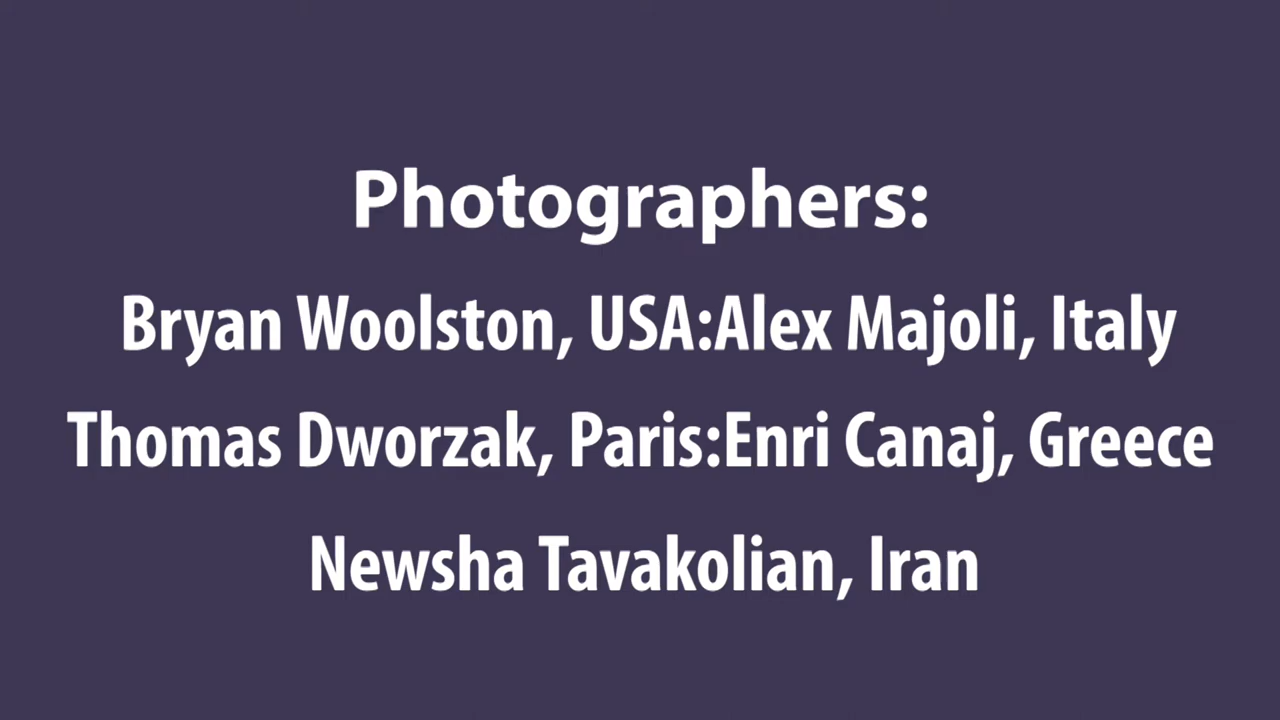 Photographers:
Bryan Woolston, USA:Alex Majoli, Italy
Thomas Dworzak, Paris:Enri Canaj, Greece
Newsha Tavakolian, Iran